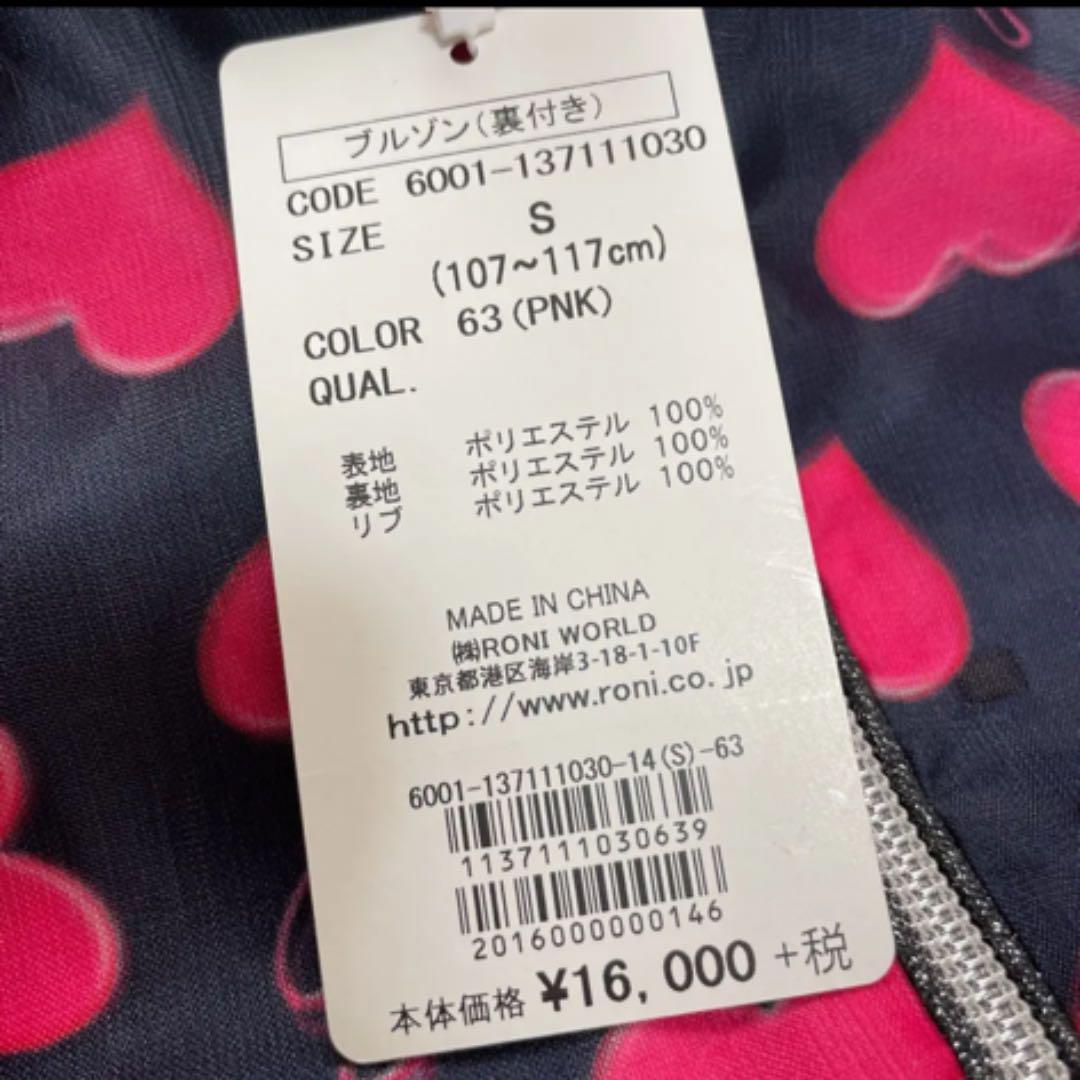 ブルゾン(裏付き)
CODE 6001-137111030
SIZE S
(107~117cm)
COLOR 63(PNK)
QUAL.
表地 ポリエステル 100%
裏地 ポリエステル 100%
リブ ポリエステル 100%
MADE IN CHINA
㈱RONI WORLD
東京都港区海岸3-18-1-10F
http://www.roni.co.jp
6001-137111030-14(S)-63
1137111030639
2016000000146
本体価格 ¥16,000 +税